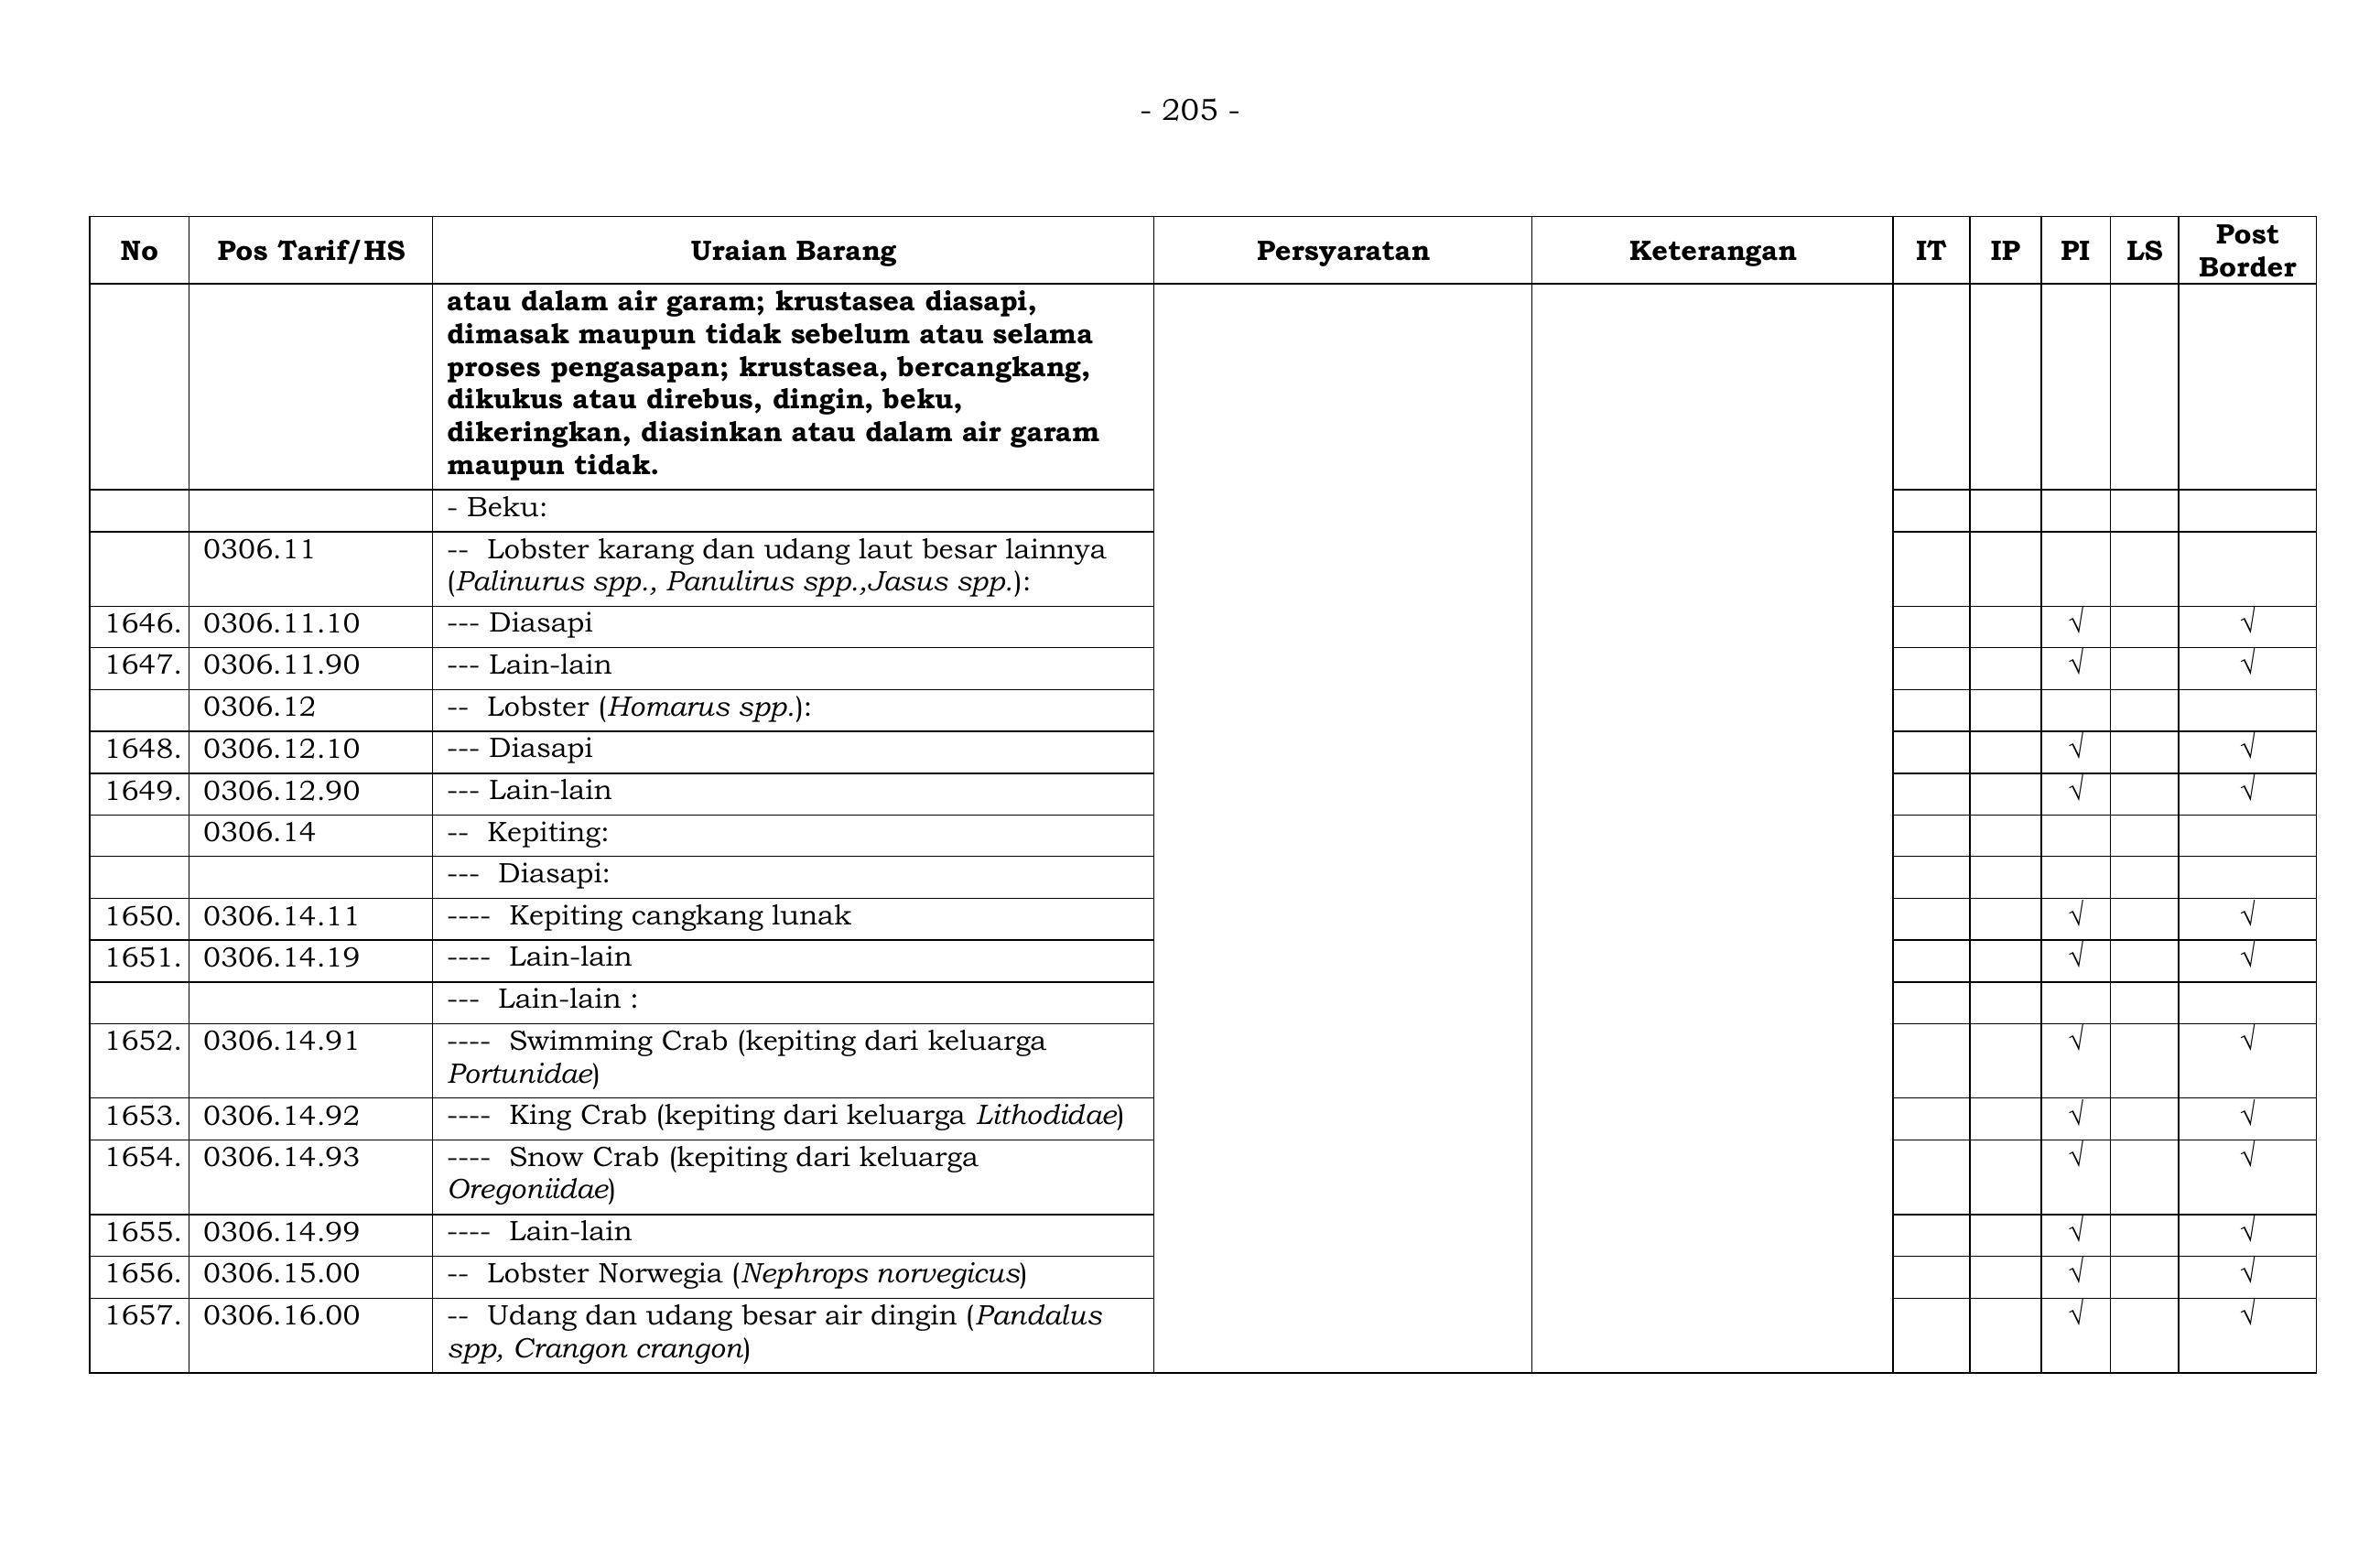 - 205 -
No Pos Tarif/HS Uraian Barang Persyaratan Keterangan IT IP PI LS Post Border
atau dalam air garam; krustasea diasapi,
dimasak maupun tidak sebelum atau selama
proses pengasapan; krustasea, bercangkang,
dikukus atau direbus, dingin, beku,
dikeringkan, diasinkan atau dalam air garam
maupun tidak.
- Beku:
0306.11 -- Lobster karang dan udang laut besar lainnya
(Palinurus spp., Panulirus spp.,Jasus spp.):
1646. 0306.11.10 --- Diasapi √ √
1647. 0306.11.90 --- Lain-lain √ √
0306.12 -- Lobster (Homarus spp.):
1648. 0306.12.10 --- Diasapi √ √
1649. 0306.12.90 --- Lain-lain √ √
0306.14 -- Kepiting:
--- Diasapi:
1650. 0306.14.11 ---- Kepiting cangkang lunak √ √
1651. 0306.14.19 ---- Lain-lain √ √
--- Lain-lain :
1652. 0306.14.91 ---- Swimming Crab (kepiting dari keluarga √ √
Portunidae)
1653. 0306.14.92 ---- King Crab (kepiting dari keluarga Lithodidae) √ √
1654. 0306.14.93 ---- Snow Crab (kepiting dari keluarga √ √
Oregoniidae)
1655. 0306.14.99 ---- Lain-lain √ √
1656. 0306.15.00 -- Lobster Norwegia (Nephrops norvegicus) √ √
1657. 0306.16.00 -- Udang dan udang besar air dingin (Pandalus √ √
spp, Crangon crangon)